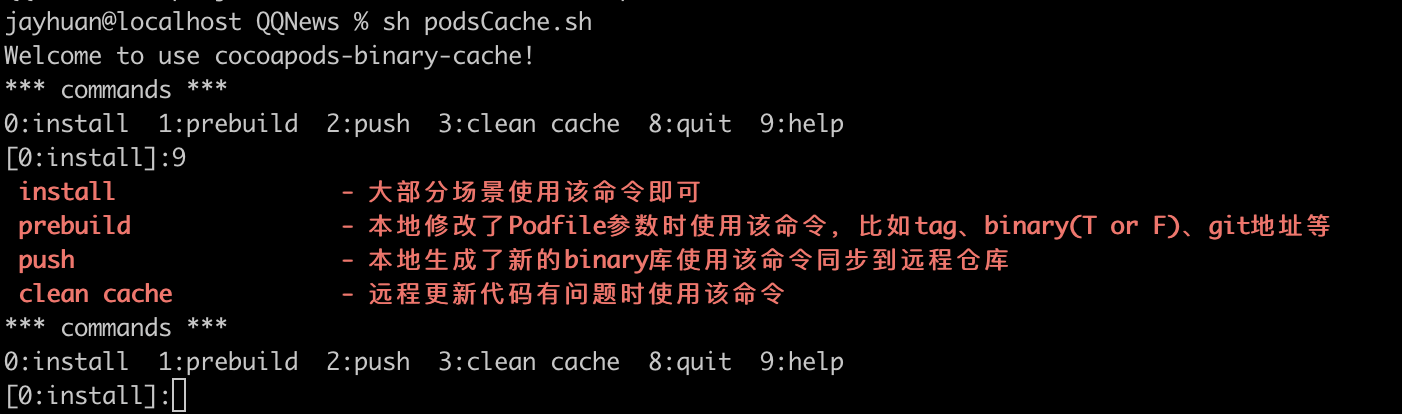 jayhuan@localhost QQNews % sh podsCache.sh
Welcome to use cocoapods-binary-cache!
*** commands ***
0:install  1:prebuild  2:push  3:clean cache  8:quit  9:help
[0:install]:9
install - 大部分场景使用该命令即可
prebuild - 本地修改了Podfile参数时使用该命令，比如tag、binary(T or F)、git地址等
push - 本地生成了新的binary库使用该命令同步到远程仓库
clean cache - 远程更新代码有问题时使用该命令
*** commands ***
0:install  1:prebuild  2:push  3:clean cache  8:quit  9:help
[0:install]: